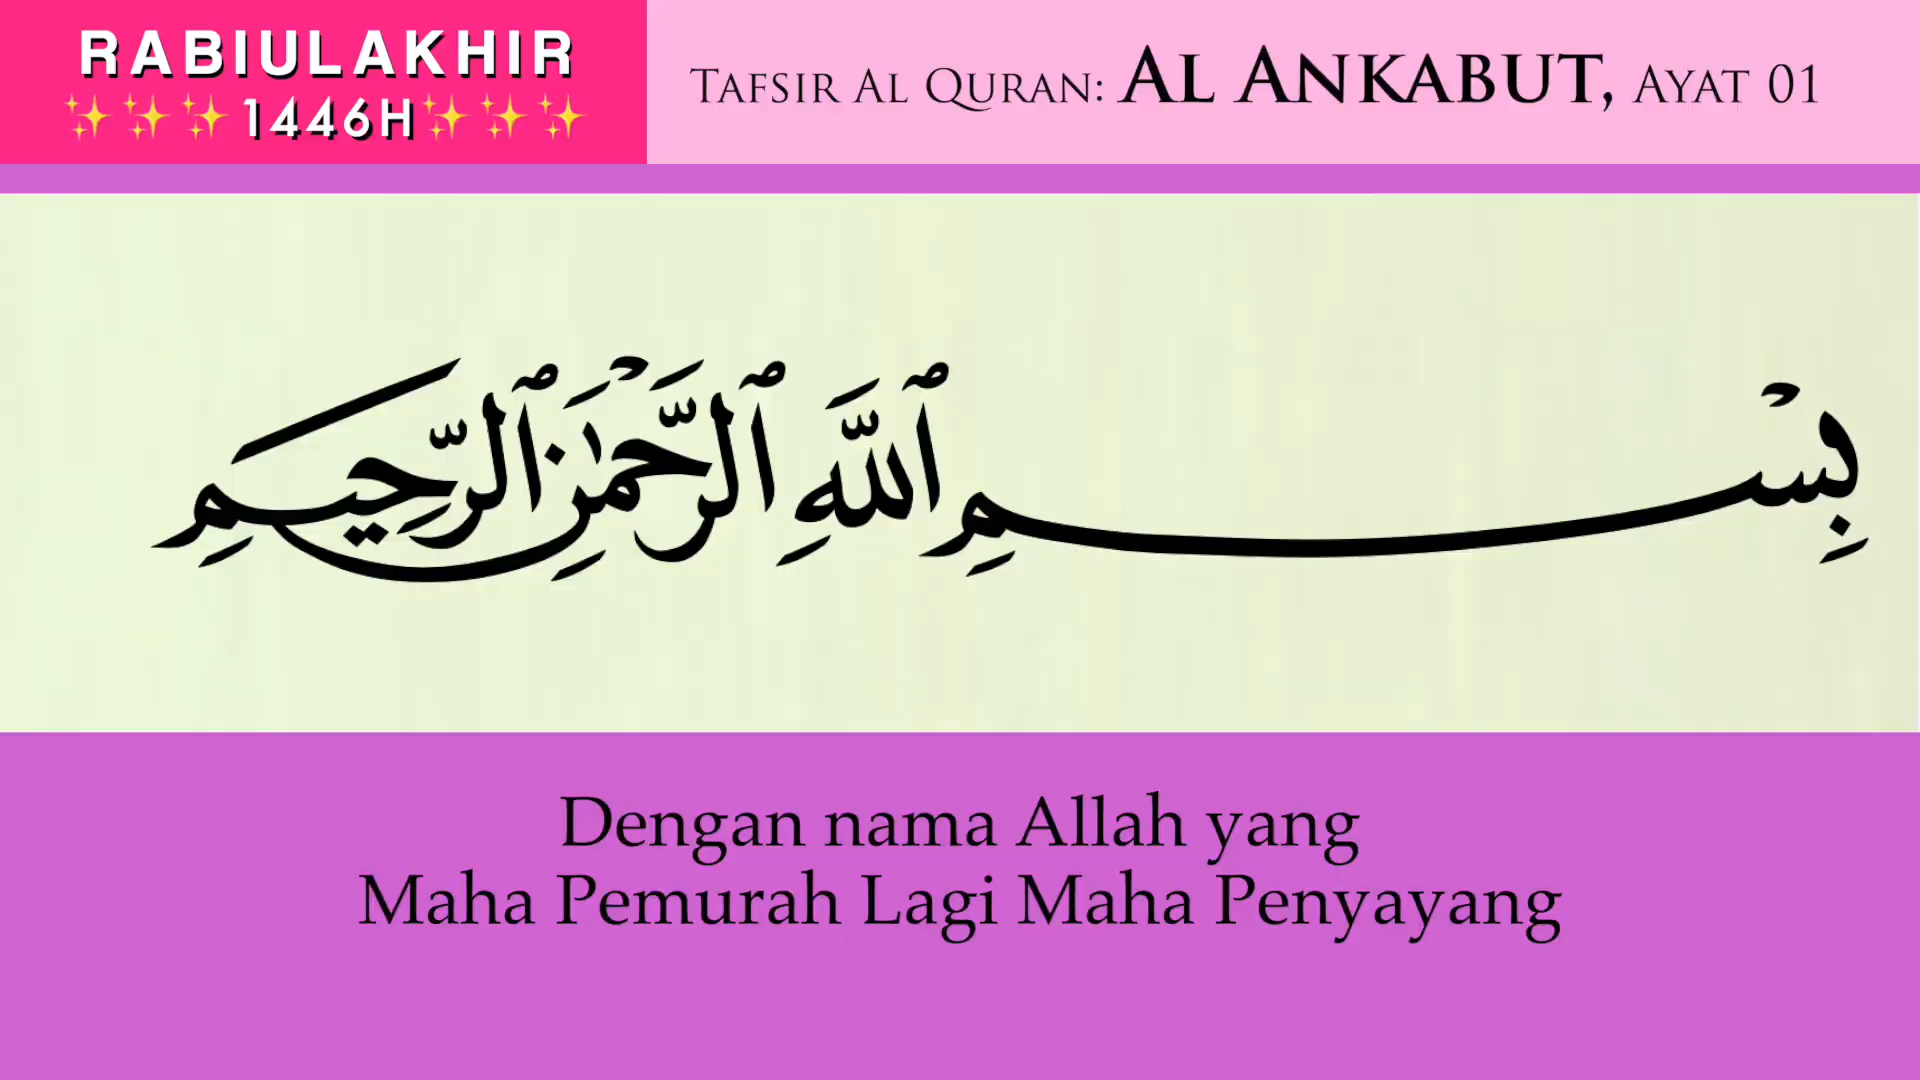 RABIULAKHIR
✨✨✨1446H✨✨✨
TAFSIR AL QURAN: AL ANKABUT, AYAT 01
بِسْمِ ٱللَّهِ ٱلرَّحْمَٰنِ ٱلرَّحِيمِ
Dengan nama Allah yang
Maha Pemurah Lagi Maha Penyayang